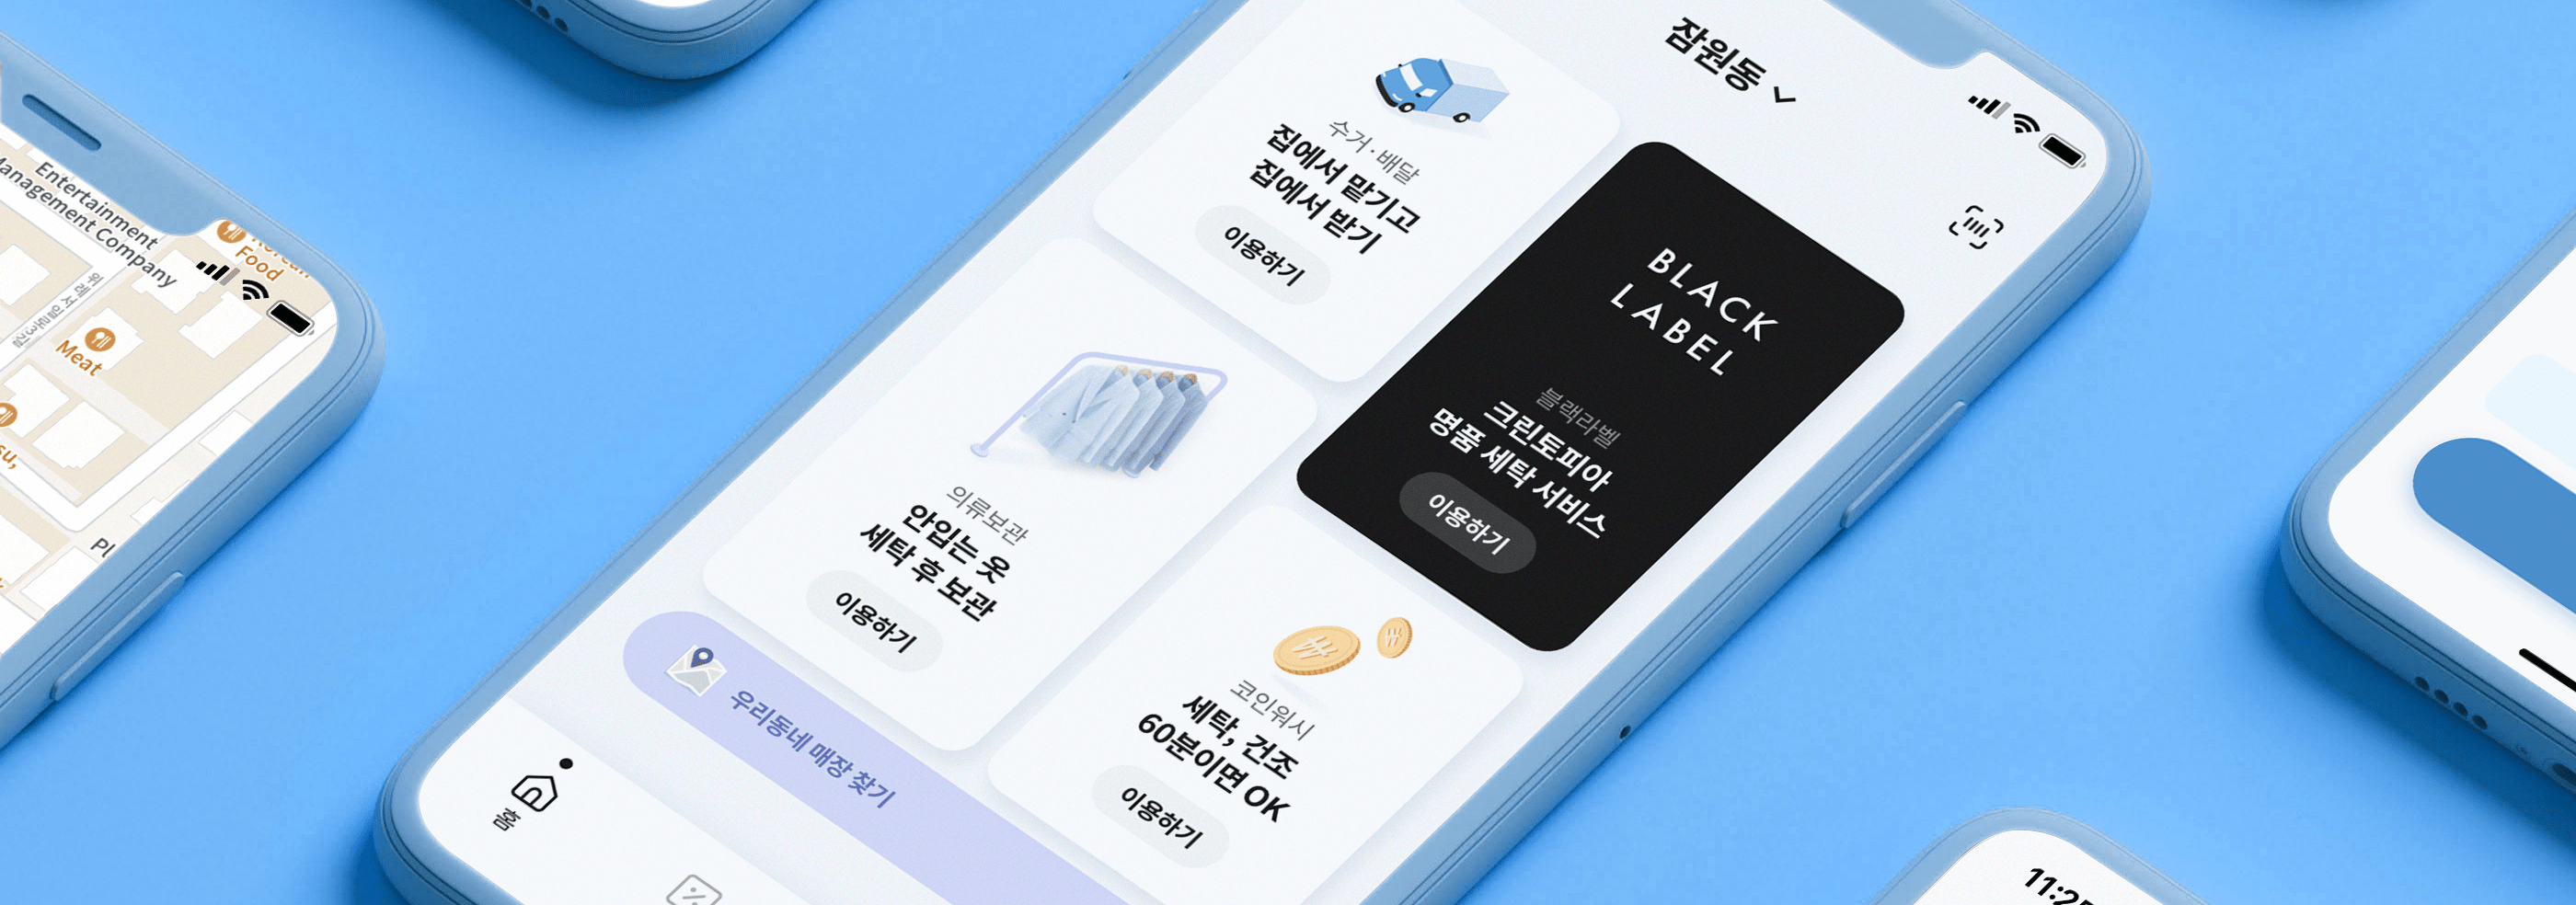 잠원동
수거·배달
집에서 맡기고
집에서 받기
이용하기
BLACK
LABEL
블랙라벨
크린토피아
명품 세탁 서비스
이용하기
의류보관
안입는 옷
세탁 후 보관
이용하기
코인워시
세탁, 건조
60분이면 OK
이용하기
우리동네 매장 찾기
홈
Entertainment
Management Company
Korean
Food
Meat